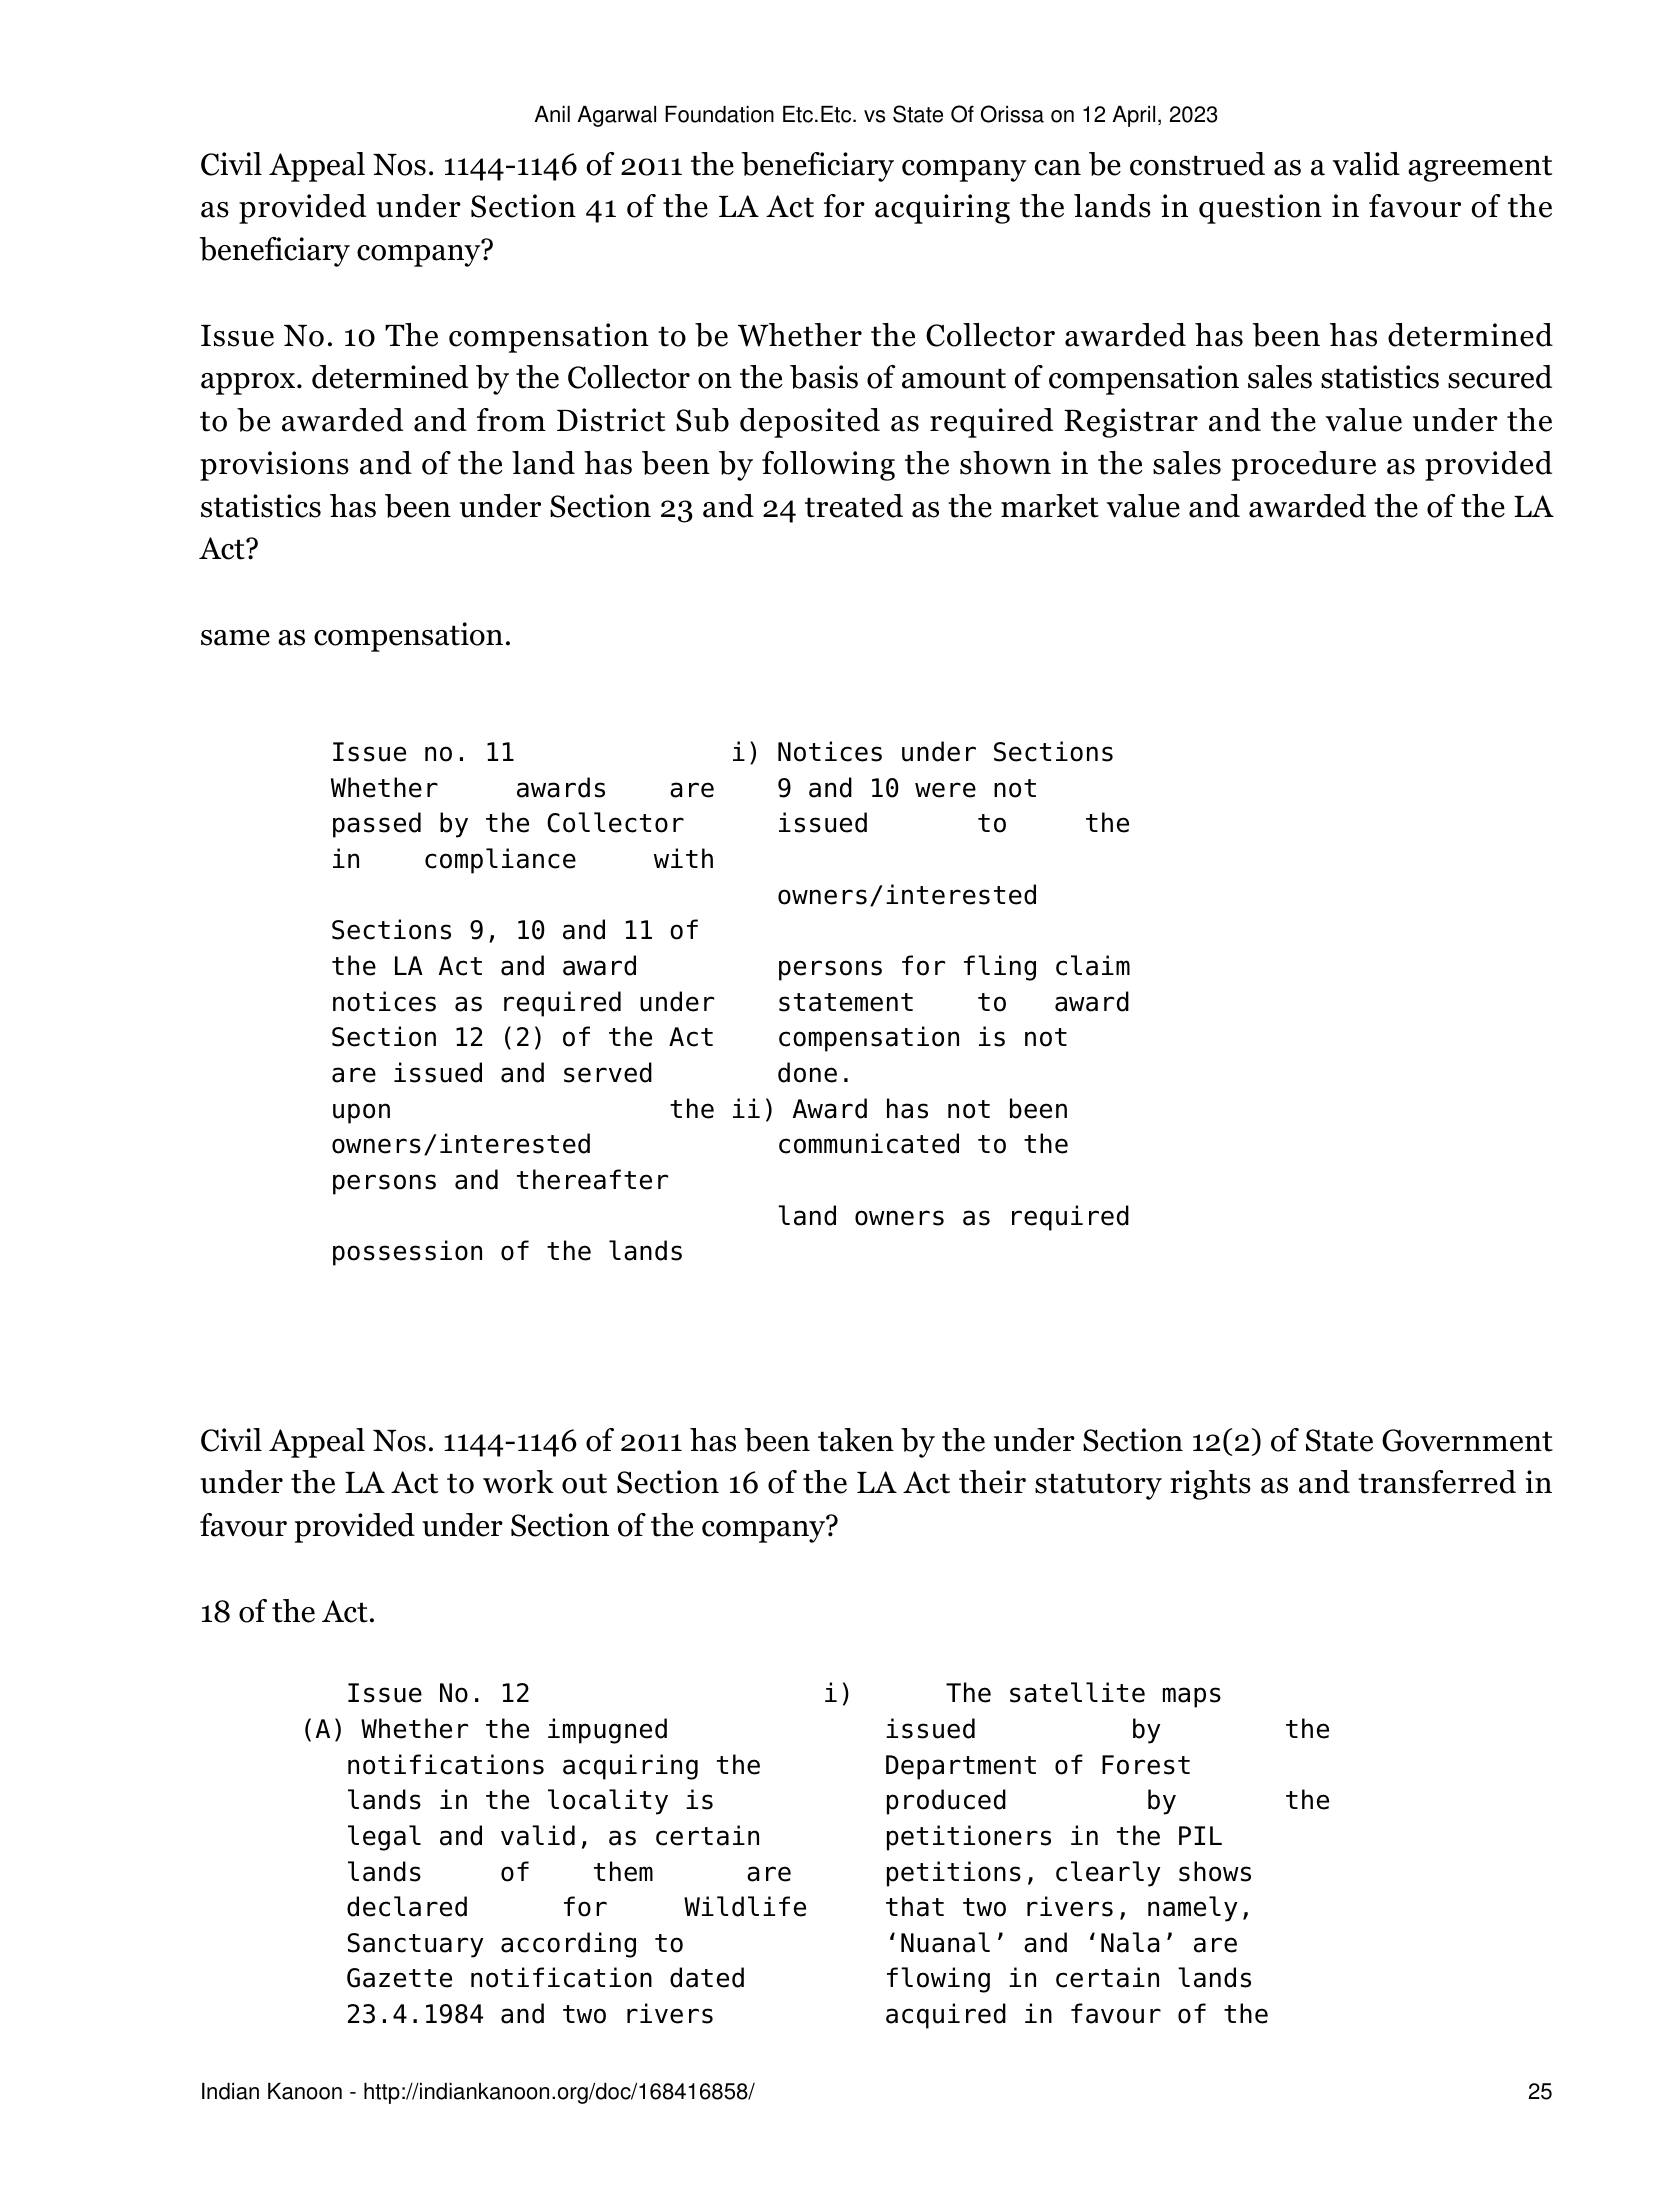 Anil Agarwal Foundation Etc.Etc. vs State Of Orissa on 12 April, 2023
Civil Appeal Nos. 1144-1146 of 2011 the beneficiary company can be construed as a valid agreement
as provided under Section 41 of the LA Act for acquiring the lands in question in favour of the
beneficiary company?
Issue No. 10 The compensation to be Whether the Collector awarded has been has determined
approx. determined by the Collector on the basis of amount of compensation sales statistics secured
to be awarded and from District Sub deposited as required Registrar and the value under the
provisions and of the land has been by following the shown in the sales procedure as provided
statistics has been under Section 23 and 24 treated as the market value and awarded the of the LA
Act?
same as compensation.
Issue no. 11 i) Notices under Sections
Whether awards are 9 and 10 were not
passed by the Collector issued to the
in compliance with
owners/interested
Sections 9, 10 and 11 of
the LA Act and award persons for fling claim
notices as required under statement to award
Section 12 (2) of the Act compensation is not
are issued and served done.
upon the ii) Award has not been
owners/interested communicated to the
persons and thereafter
land owners as required
possession of the lands
Civil Appeal Nos. 1144-1146 of 2011 has been taken by the under Section 12(2) of State Government
under the LA Act to work out Section 16 of the LA Act their statutory rights as and transferred in
favour provided under Section of the company?
18 of the Act.
Issue No. 12 i) The satellite maps
(A) Whether the impugned issued by the
notifications acquiring the Department of Forest
lands in the locality is produced by the
legal and valid, as certain petitioners in the PIL
lands of them are petitions, clearly shows
declared for Wildlife that two rivers, namely,
Sanctuary according to ‘Nuanal’ and ‘Nala’ are
Gazette notification dated flowing in certain lands
23.4.1984 and two rivers acquired in favour of the
Indian Kanoon - http://indiankanoon.org/doc/168416858/ 25